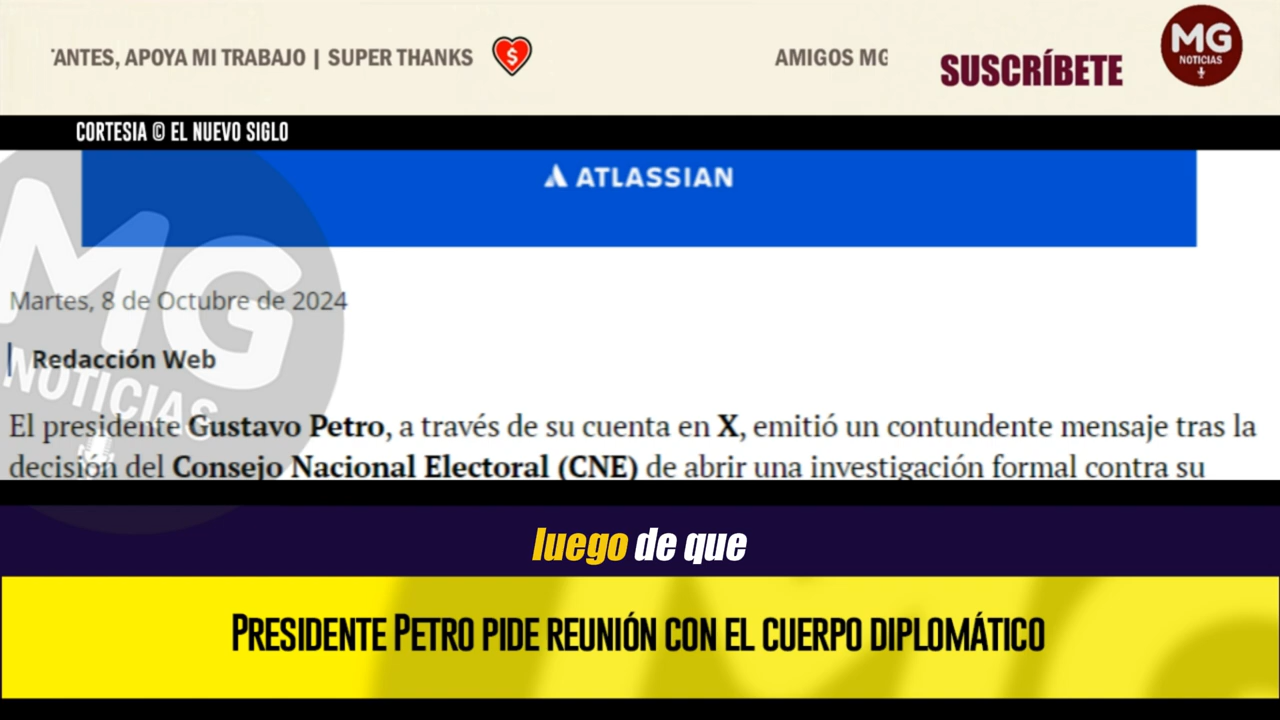 'ANTES, APOYA MI TRABAJO | SUPER THANKS
AMIGOS MG
SUSCRÍBETE
MG
NOTICIAS
CORTESIA © EL NUEVO SIGLO
ATLASSIAN
MG
NOTICIAS
Martes, 8 de Octubre de 2024
Redacción Web
El presidente Gustavo Petro, a través de su cuenta en X, emitió un contundente mensaje tras la
decisión del Consejo Nacional Electoral (CNE) de abrir una investigación formal contra su
luego de que
PRESIDENTE PETRO PIDE REUNIÓN CON EL CUERPO DIPLOMÁTICO